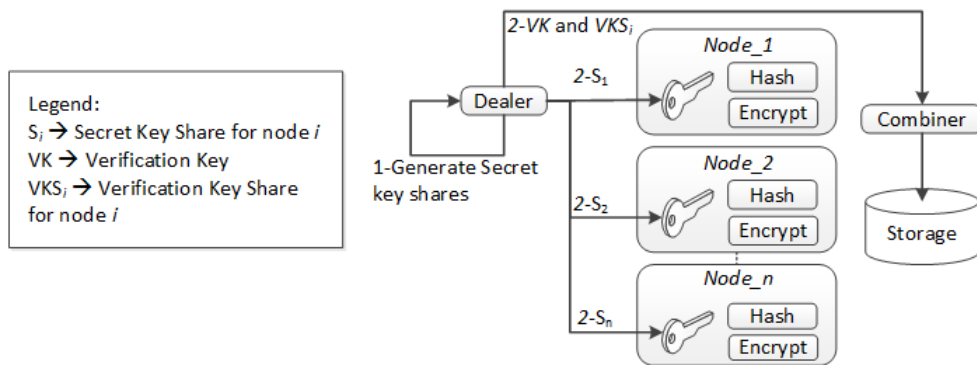 Legend:
Sᵢ → Secret Key Share for node i
VK → Verification Key
VKSᵢ → Verification Key Share
for node i
2-VK and VKSᵢ
Dealer
1-Generate Secret
key shares
2-S₁
Node_1
Hash
Encrypt
2-S₂
Node_2
Hash
Encrypt
2-Sₙ
Node_n
Hash
Encrypt
Combiner
Storage